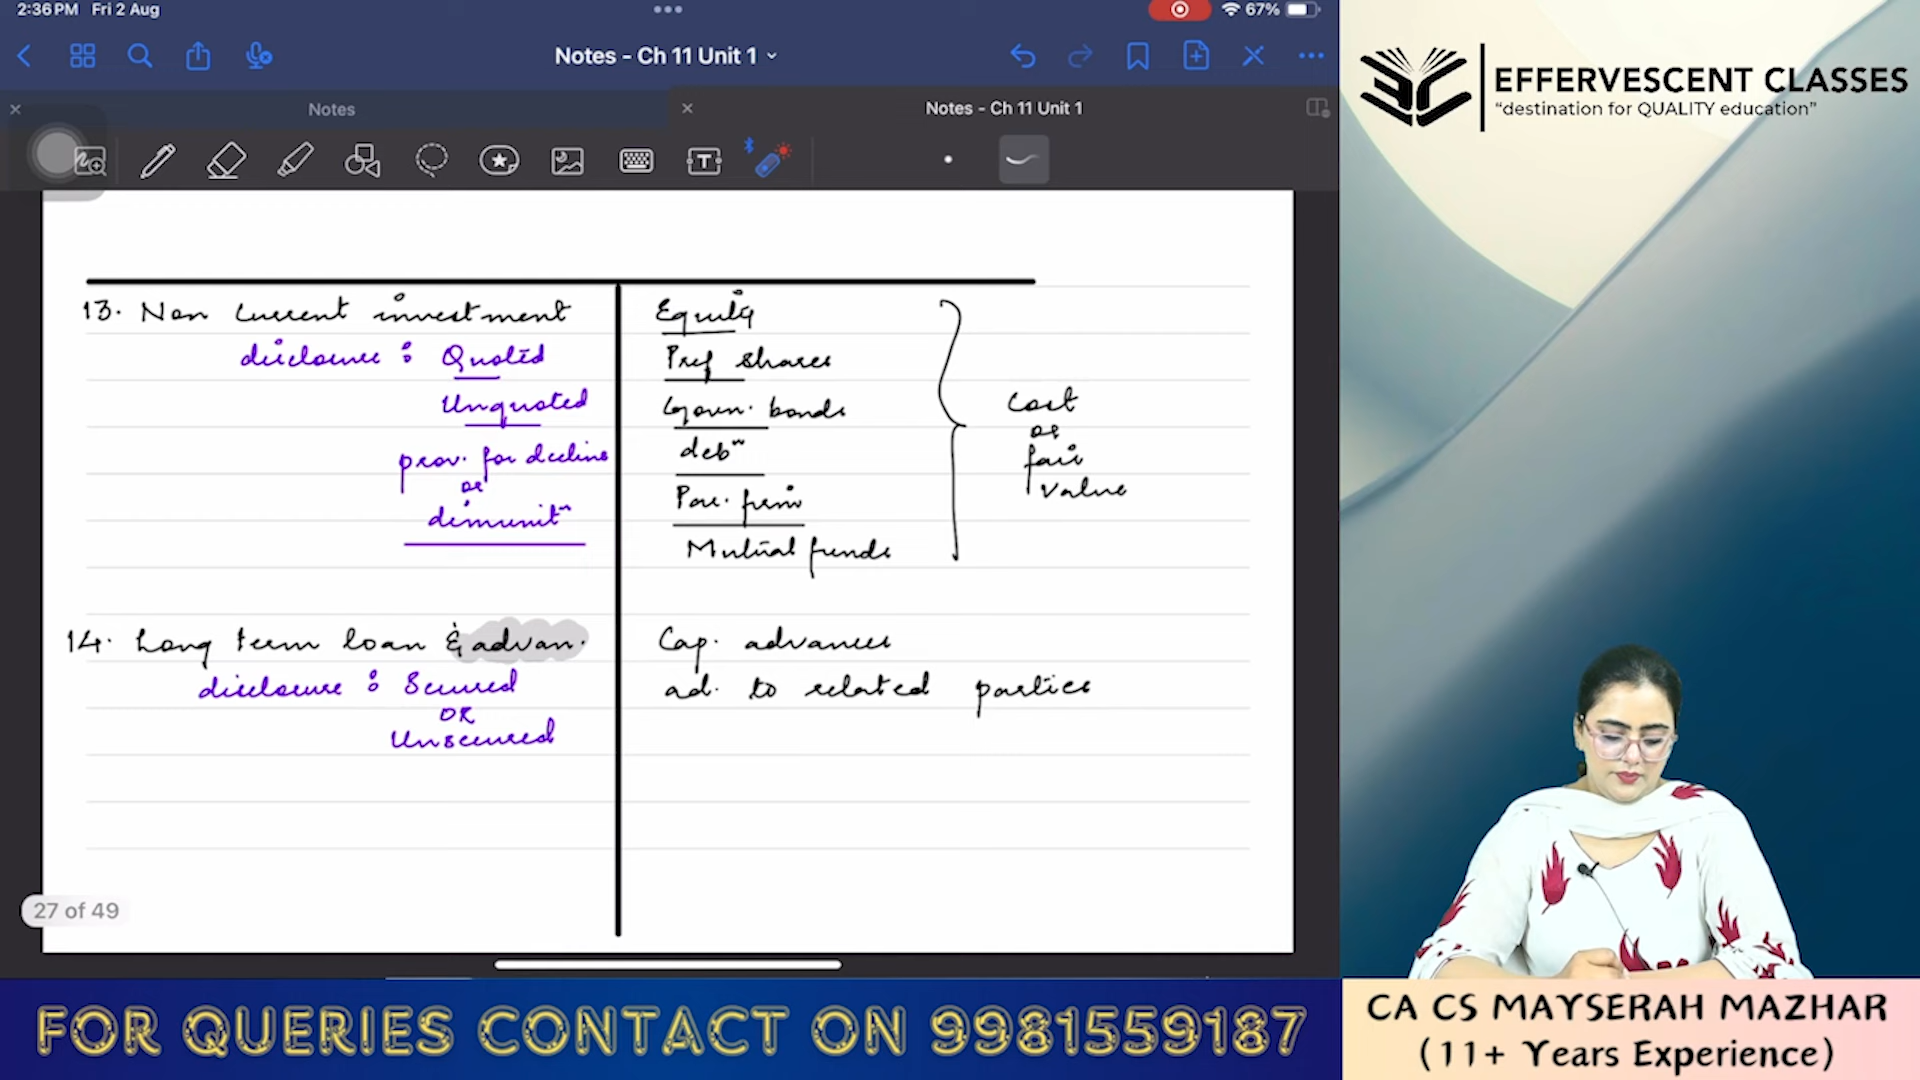 2:36 PM Fri 2 Aug
67%
Notes - Ch 11 Unit 1
Notes
Notes - Ch 11 Unit 1
EFFERVESCENT CLASSES
"destination for QUALITY education"
13. Non Current investment
disclosure : Quoted
Unquoted
prov. for decline
or
dimunitⁿ
Equity
Pref shares
Govn. bonds
debⁿ
Par. firm
Mutual funds
Cost
or
fair
value
14. Long term loan & advan.
disclosure : Secured
OR
Unsecured
Cap. advances
ad. to related parties
27 of 49
FOR QUERIES CONTACT ON 9981559187
CA CS MAYSERAH MAZHAR
(11+ Years Experience)